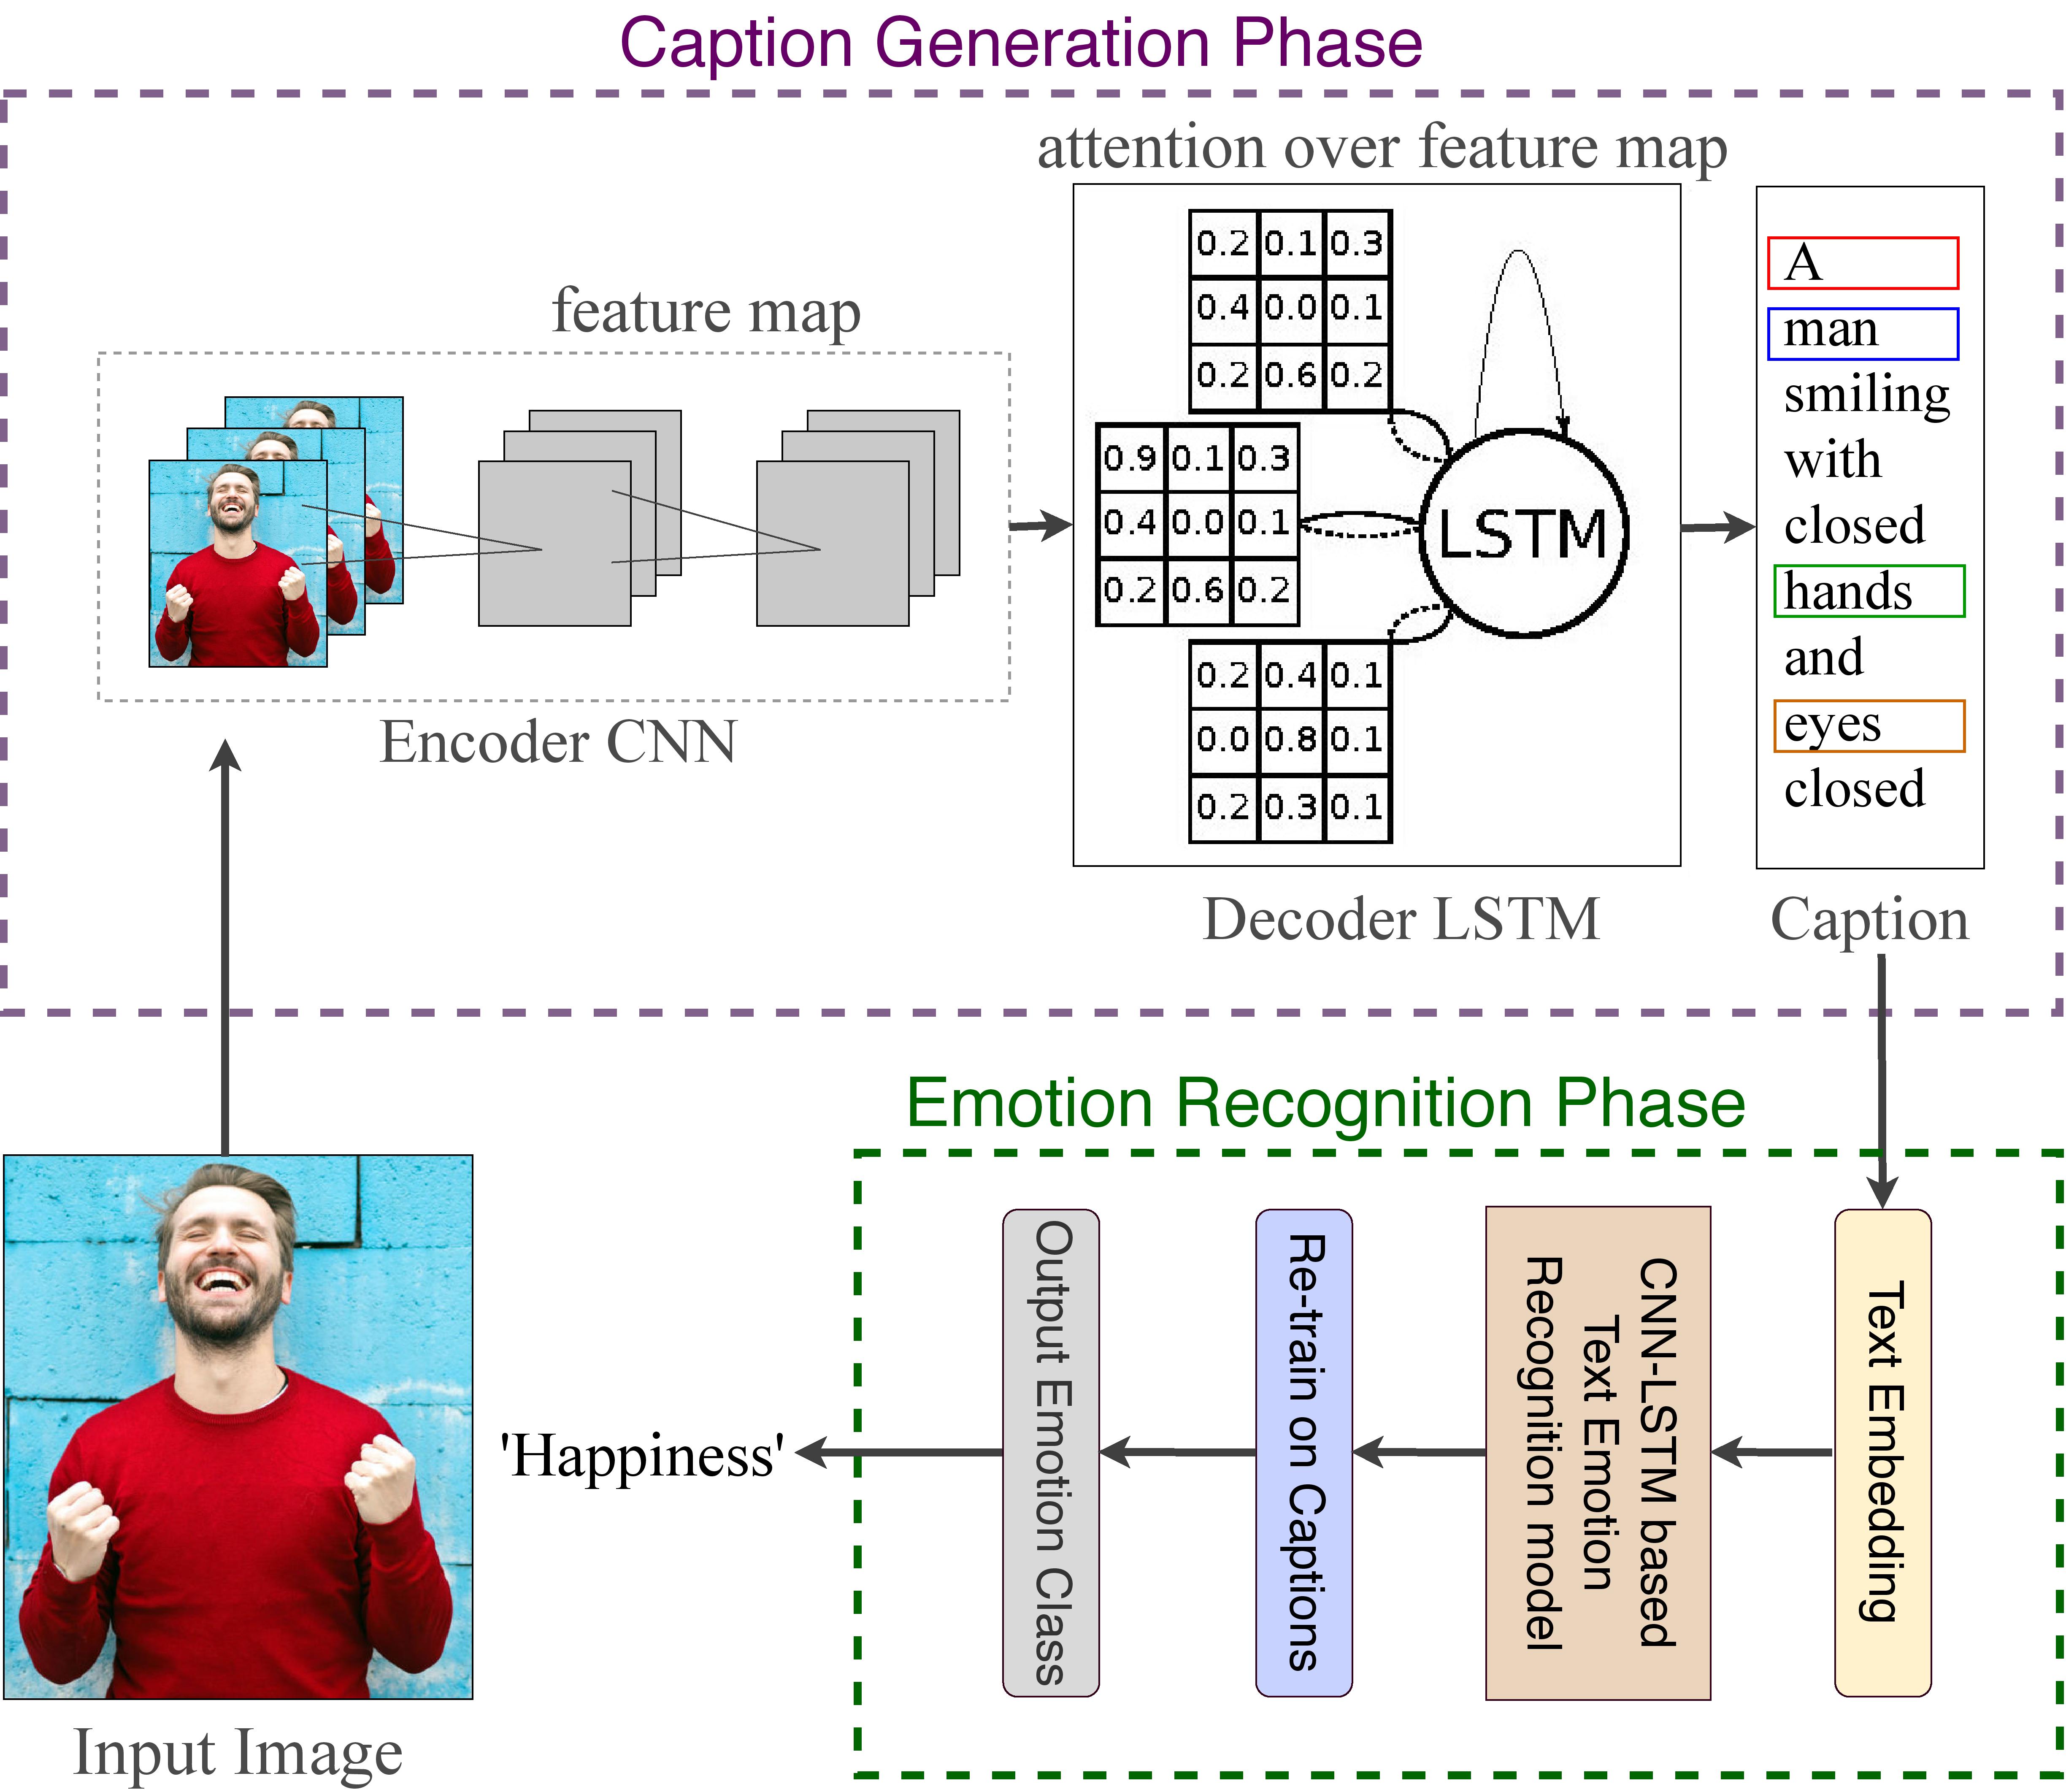 Caption Generation Phase
attention over feature map
feature map
0.2 0.1 0.3
0.4 0.0 0.1
0.2 0.6 0.2
0.9 0.1 0.3
0.4 0.0 0.1
0.2 0.6 0.2
0.2 0.4 0.1
0.0 0.8 0.1
0.2 0.3 0.1
LSTM
A
man
smiling
with
closed
hands
and
eyes
closed
Encoder CNN
Decoder LSTM
Caption
Emotion Recognition Phase
Text Embedding
CNN-LSTM based
Text Emotion
Recognition model
Re-train on Captions
Output Emotion Class
'Happiness'
Input Image